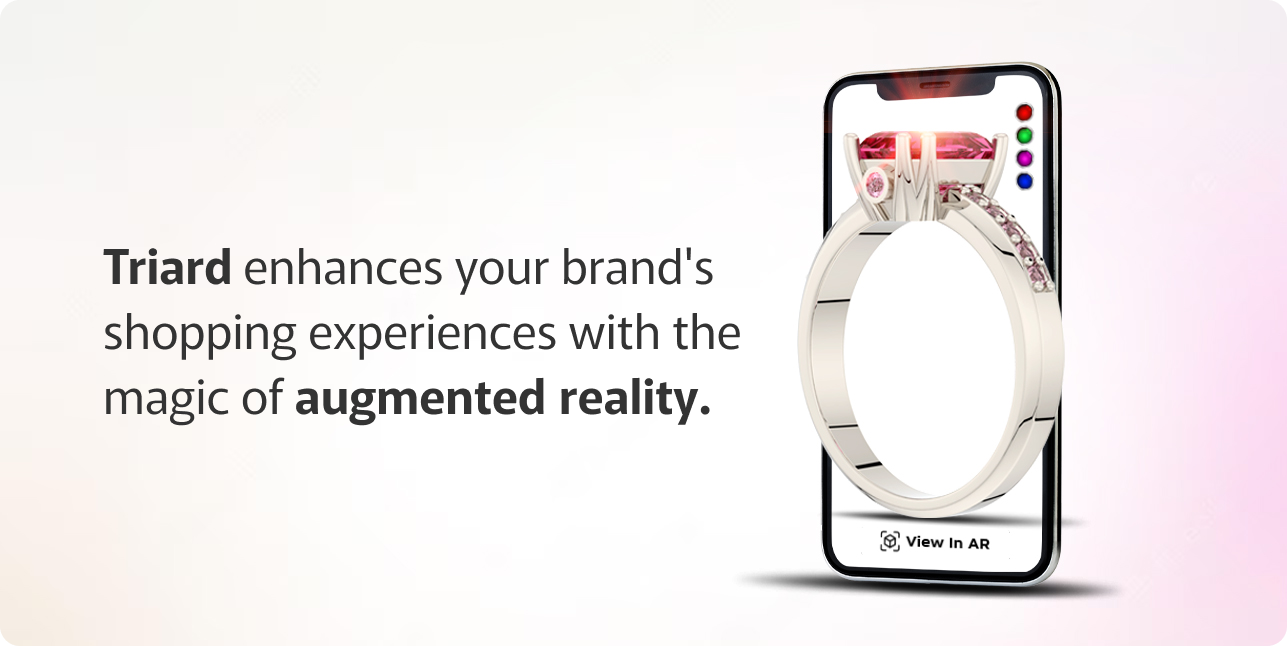 Triard enhances your brand's
shopping experiences with the
magic of augmented reality.
View In AR